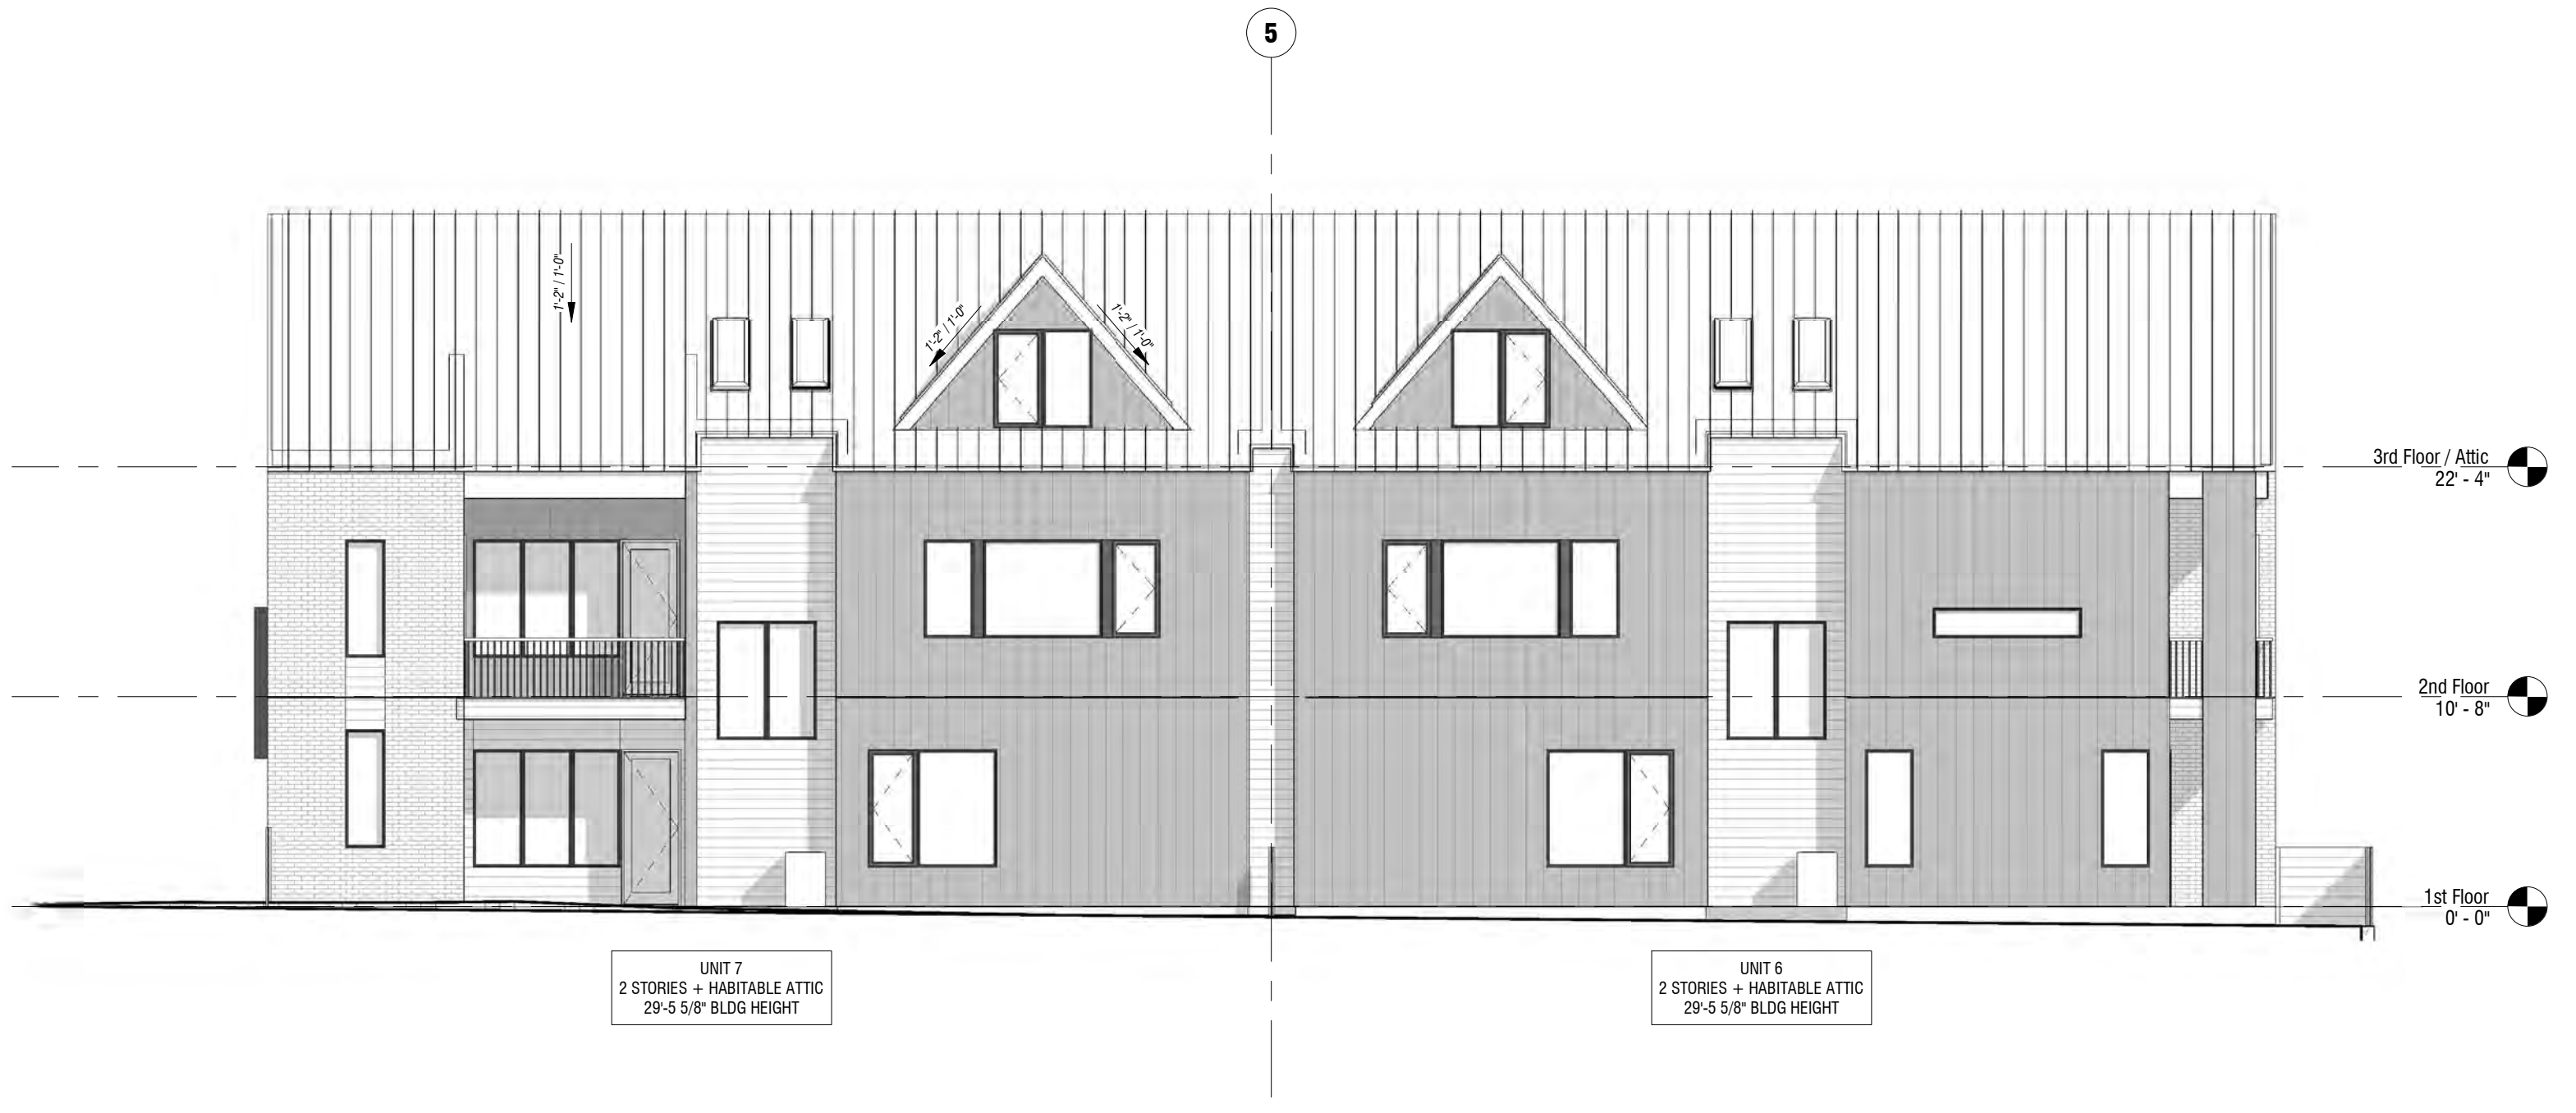 5
1'-2" / 1'-0"
1'-2" / 1'-0"
1'-2" / 1'-0"
3rd Floor / Attic
22' - 4"
2nd Floor
10' - 8"
1st Floor
0' - 0"
UNIT 7
2 STORIES + HABITABLE ATTIC
29'-5 5/8" BLDG HEIGHT
UNIT 6
2 STORIES + HABITABLE ATTIC
29'-5 5/8" BLDG HEIGHT